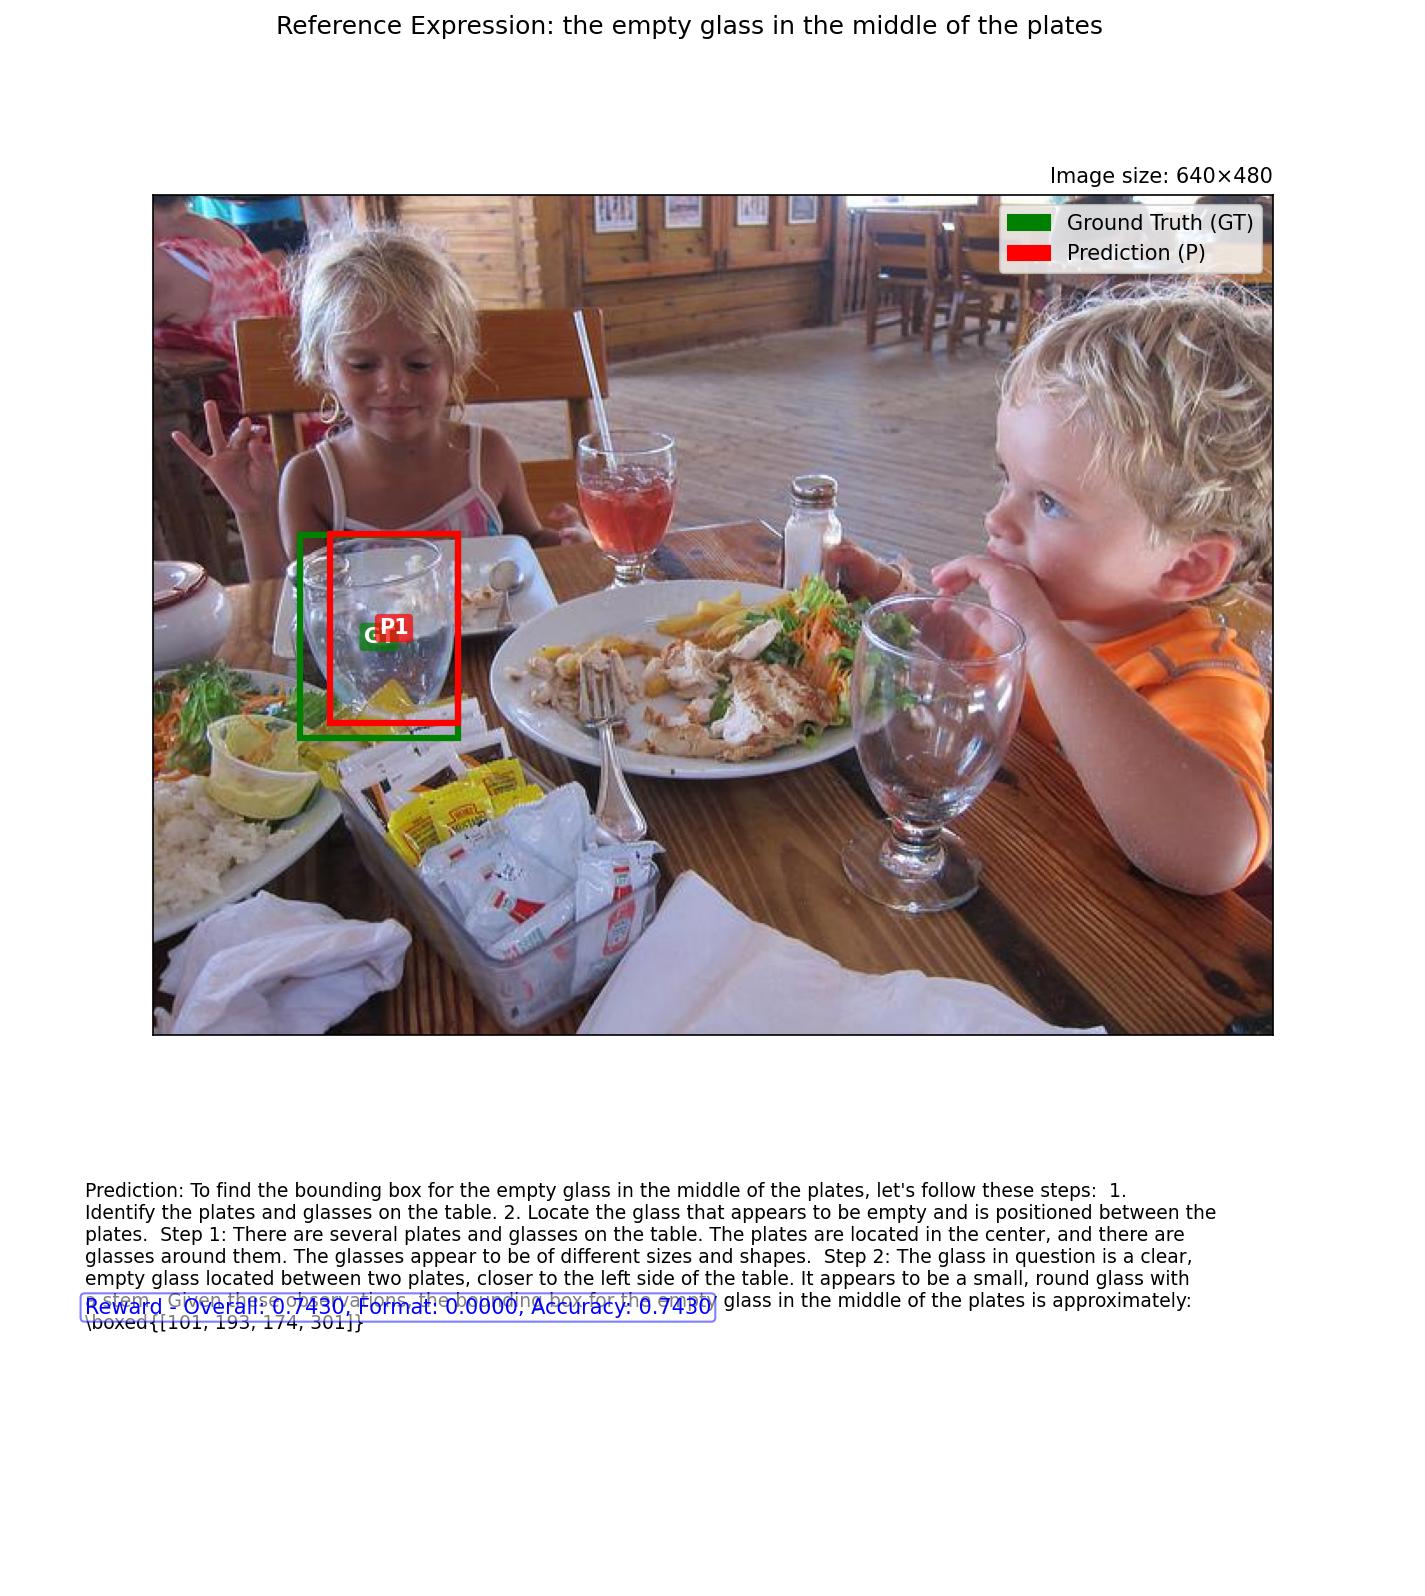 Reference Expression: the empty glass in the middle of the plates
Image size: 640×480
Ground Truth (GT)
Prediction (P)
P1
Prediction: To find the bounding box for the empty glass in the middle of the plates, let's follow these steps:  1.
Identify the plates and glasses on the table. 2. Locate the glass that appears to be empty and is positioned between the
plates.  Step 1: There are several plates and glasses on the table. The plates are located in the center, and there are
glasses around them. The glasses appear to be of different sizes and shapes.  Step 2: The glass in question is a clear,
empty glass located between two plates, closer to the left side of the table. It appears to be a small, round glass with
a stem.  Given these observations, the bounding box for the empty glass in the middle of the plates is approximately:
Reward - Overall: 0.7430, Format: 0.0000, Accuracy: 0.7430
\boxed{[101, 193, 174, 301]}